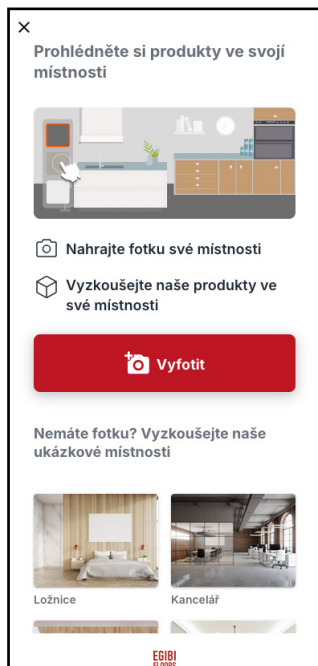 Prohlédněte si produkty ve svojí
místnosti
Nahrajte fotku své místnosti
Vyzkoušejte naše produkty ve
své místnosti
Vyfotit
Nemáte fotku? Vyzkoušejte naše
ukázkové místnosti
Ložnice
Kancelář
EGIBI
FLOORS